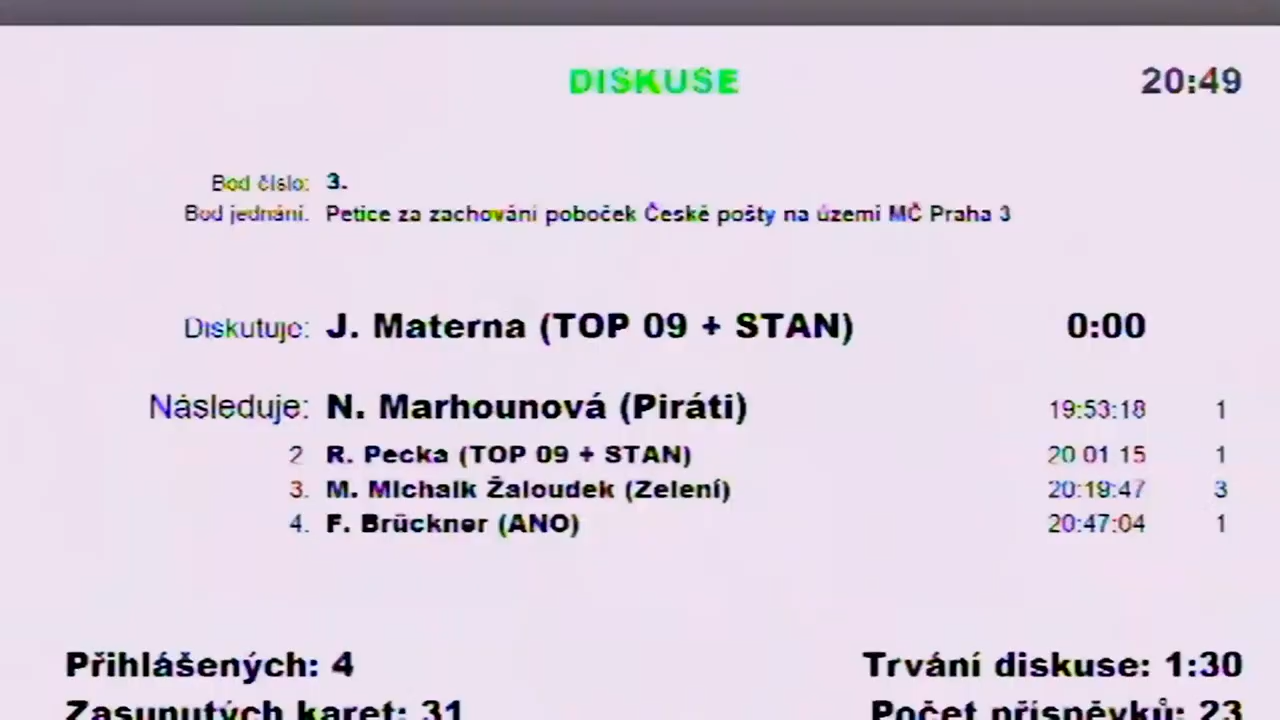 DISKUSE 20:49
Bod číslo: 3.
Bod jednání: Petice za zachování poboček České pošty na území MČ Praha 3
Diskutuje: J. Materna (TOP 09 + STAN) 0:00
Následuje: N. Marhounová (Piráti) 19:53:18 1
2 R. Pecka (TOP 09 + STAN) 20 01 15 1
3. M. Michalk Žaloudek (Zelení) 20:19:47 3
4. F. Brückner (ANO) 20:47:04 1
Přihlášených: 4 Trvání diskuse: 1:30
Zasunutých karet: 31 Počet příspěvků: 23